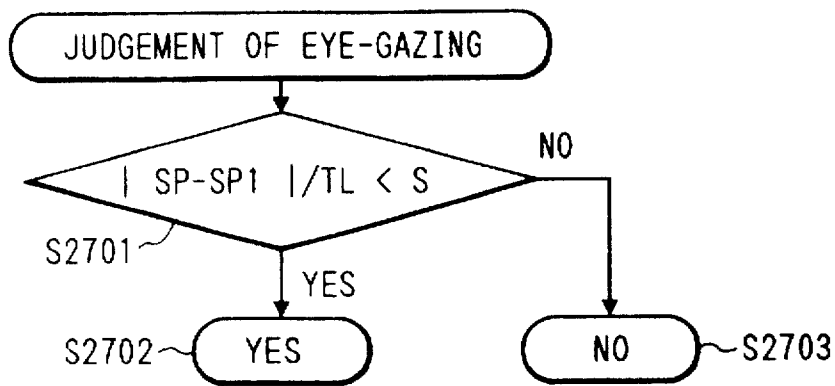 JUDGEMENT OF EYE-GAZING
NO
| SP-SP1 |/TL < S
S2701
YES
S2702
YES
NO
S2703